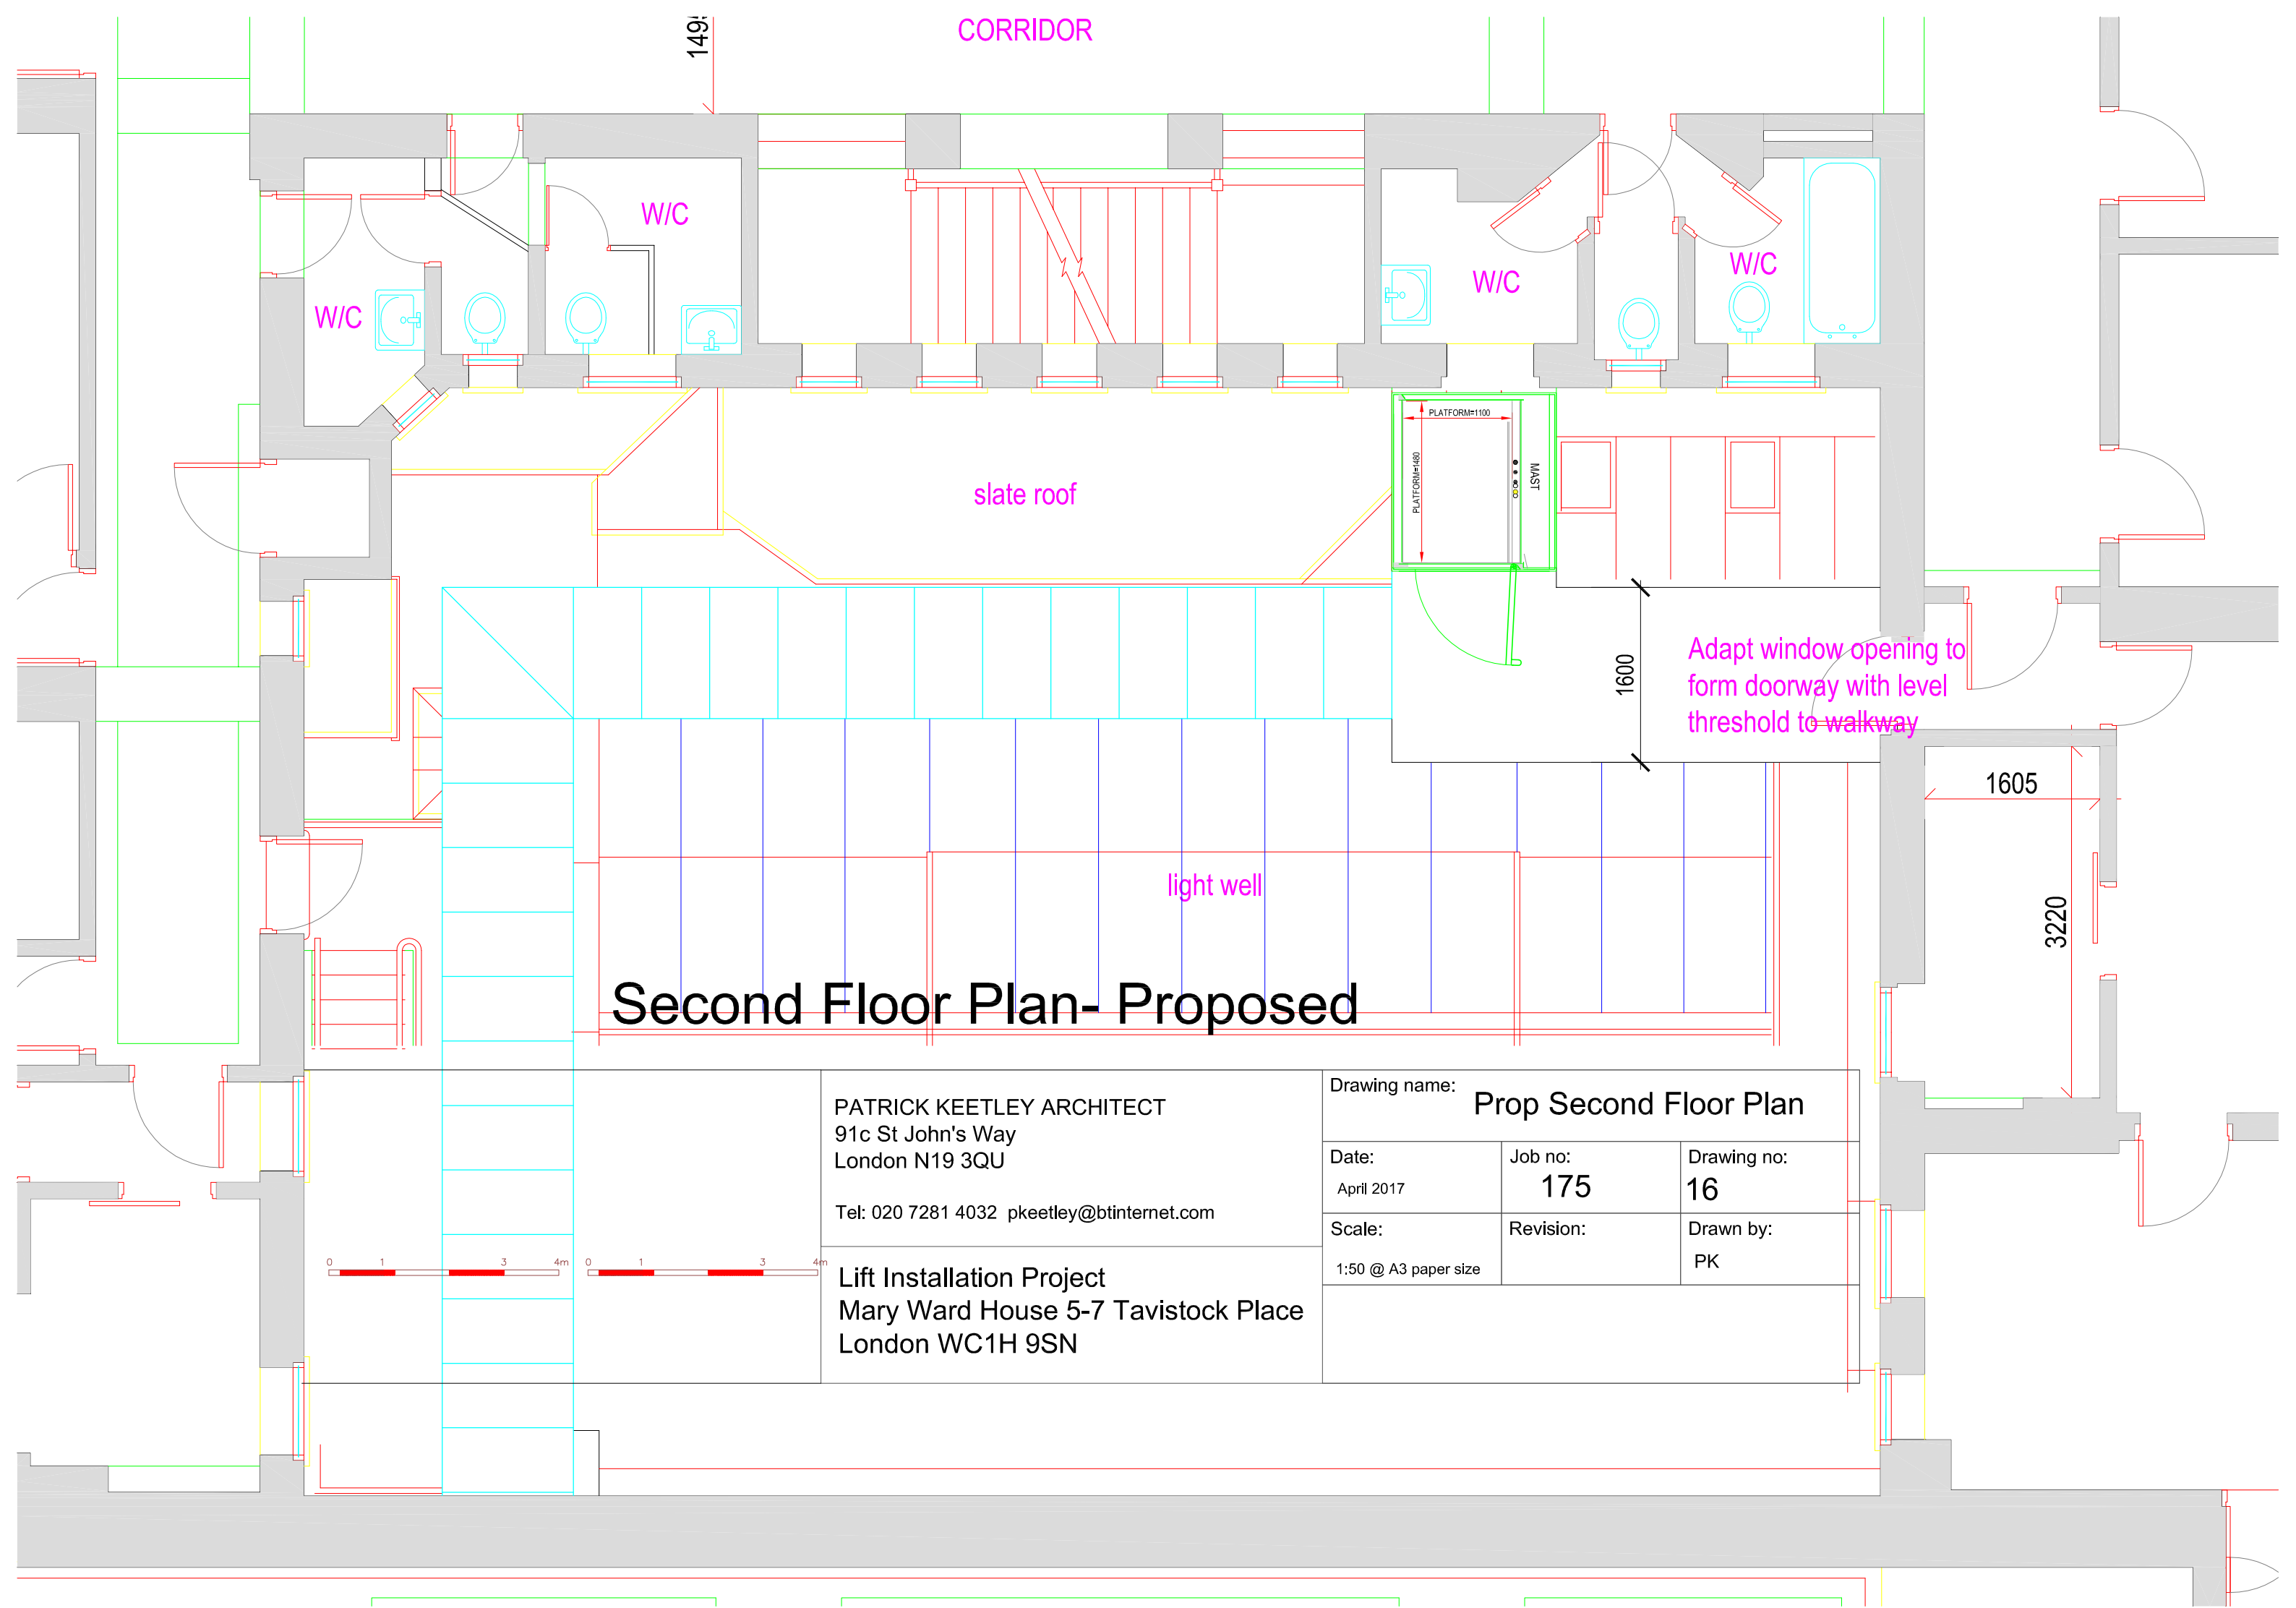 CORRIDOR
W/C
W/C
W/C
W/C
PLATFORM=1100
PLATFORM=1480
MAST
slate roof
1600
Adapt window opening to
form doorway with level
threshold to walkway
1605
3220
light well
Second Floor Plan- Proposed
PATRICK KEETLEY ARCHITECT
91c St John's Way
London N19 3QU
Tel: 020 7281 4032 pkeetley@btinternet.com
Drawing name:
Prop Second Floor Plan
Date:
April 2017
Job no:
175
Drawing no:
16
Scale:
1:50 @ A3 paper size
Revision:
Drawn by:
PK
0 1 3 4m
0 1 3 4m
Lift Installation Project
Mary Ward House 5-7 Tavistock Place
London WC1H 9SN